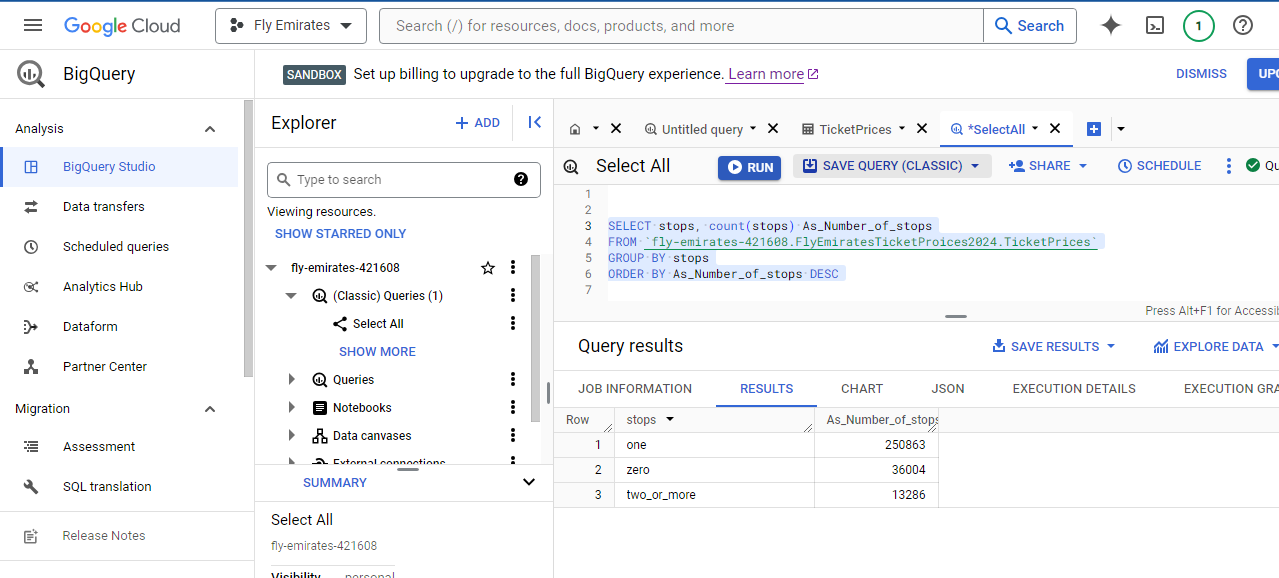 Google Cloud
Fly Emirates
Search (/) for resources, docs, products, and more
Search
1
BigQuery
SANDBOX Set up billing to upgrade to the full BigQuery experience. Learn more
DISMISS
UPG
Analysis
BigQuery Studio
Data transfers
Scheduled queries
Analytics Hub
Dataform
Partner Center
Migration
Assessment
SQL translation
Release Notes
Explorer
+ ADD
Type to search
Viewing resources.
SHOW STARRED ONLY
fly-emirates-421608
(Classic) Queries (1)
Select All
SHOW MORE
Queries
Notebooks
Data canvases
External connections
SUMMARY
Select All
fly-emirates-421608
Visibility personal
Untitled query
TicketPrices
*SelectAll
Select All
RUN
SAVE QUERY (CLASSIC)
SHARE
SCHEDULE
Qu
1
2
3 SELECT stops, count(stops) As_Number_of_stops
4 FROM `fly-emirates-421608.FlyEmiratesTicketProices2024.TicketPrices`
5 GROUP BY stops
6 ORDER BY As_Number_of_stops DESC
7
Press Alt+F1 for Accessib
Query results
SAVE RESULTS
EXPLORE DATA
JOB INFORMATION RESULTS CHART JSON EXECUTION DETAILS EXECUTION GRA
Row stops As_Number_of_stops
1 one 250863
2 zero 36004
3 two_or_more 13286